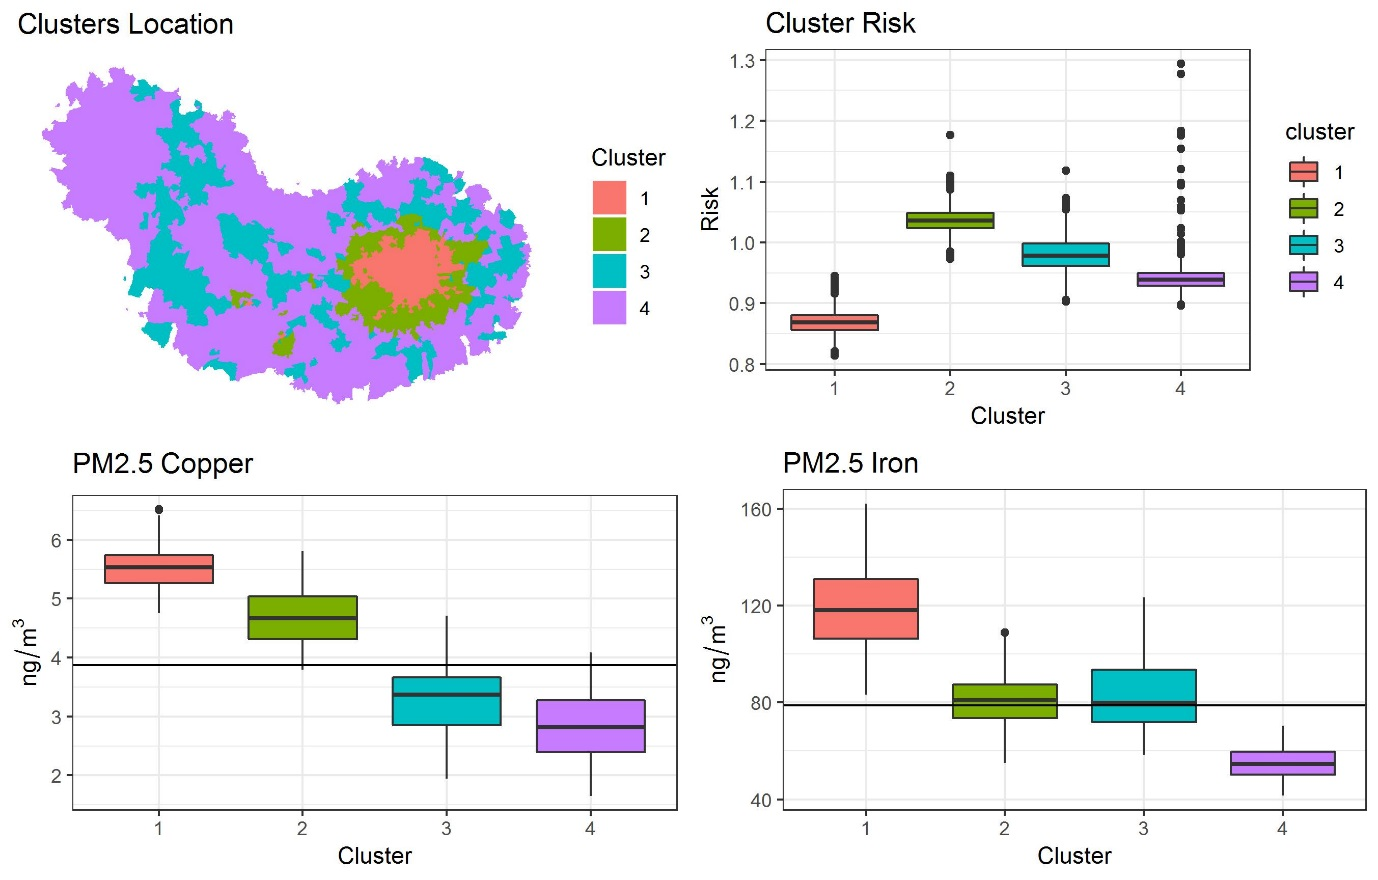 Clusters Location
Cluster
1
2
3
4
Cluster Risk
1.3
1.2
1.1
1.0
0.9
0.8
Risk
1 2 3 4
Cluster
cluster
1
2
3
4
PM2.5 Copper
6
5
4
3
2
ng/m³
1 2 3 4
Cluster
PM2.5 Iron
160
120
80
40
ng/m³
1 2 3 4
Cluster